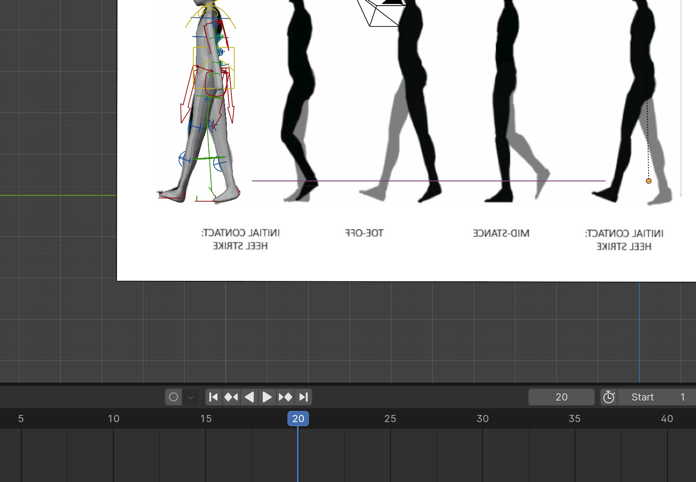 INITIAL CONTACT:
HEEL STRIKE
TOE-OFF
MID-STANCE
INITIAL CONTACT:
HEEL STRIKE
20
Start 1
5 10 15 20 25 30 35 40